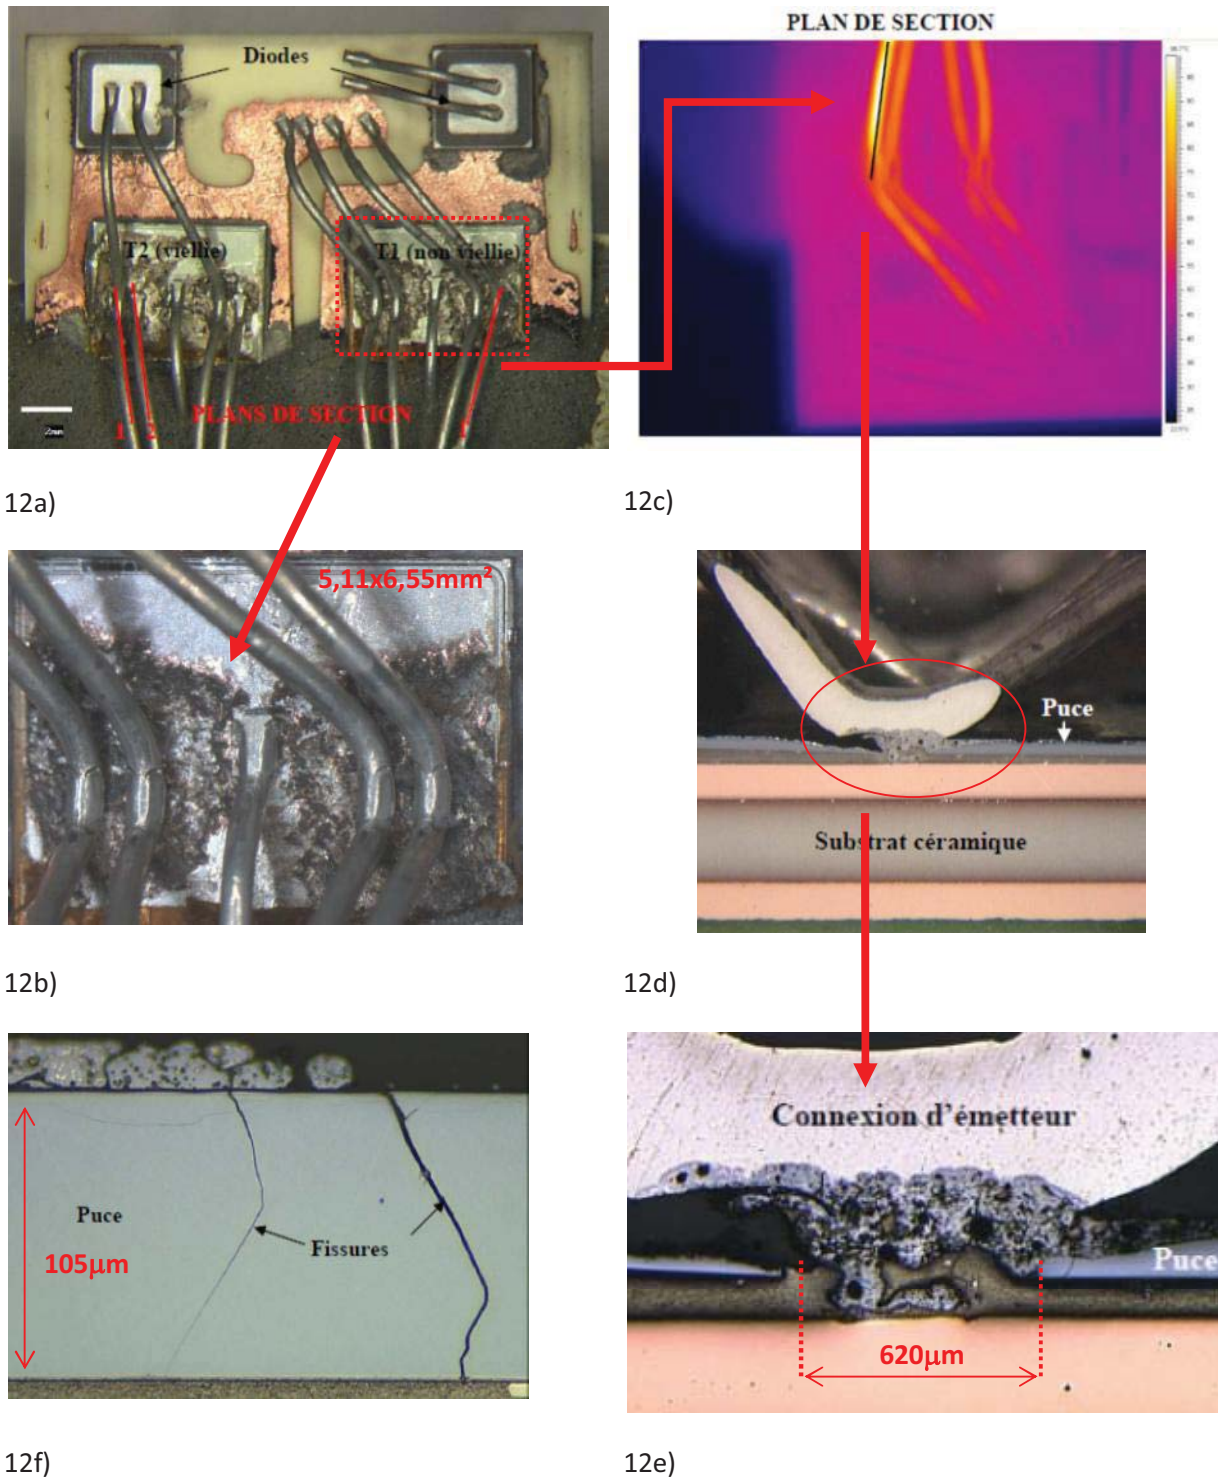 PLAN DE SECTION
Diodes
T2 (viellie)
T1 (non viellie)
PLANS DE SECTION
1
2
2mm
12a)
12c)
5,11x6,55mm²
Puce
Substrat céramique
12b)
12d)
Puce
105µm
Fissures
Connexion d'émetteur
Puce
620µm
12f)
12e)